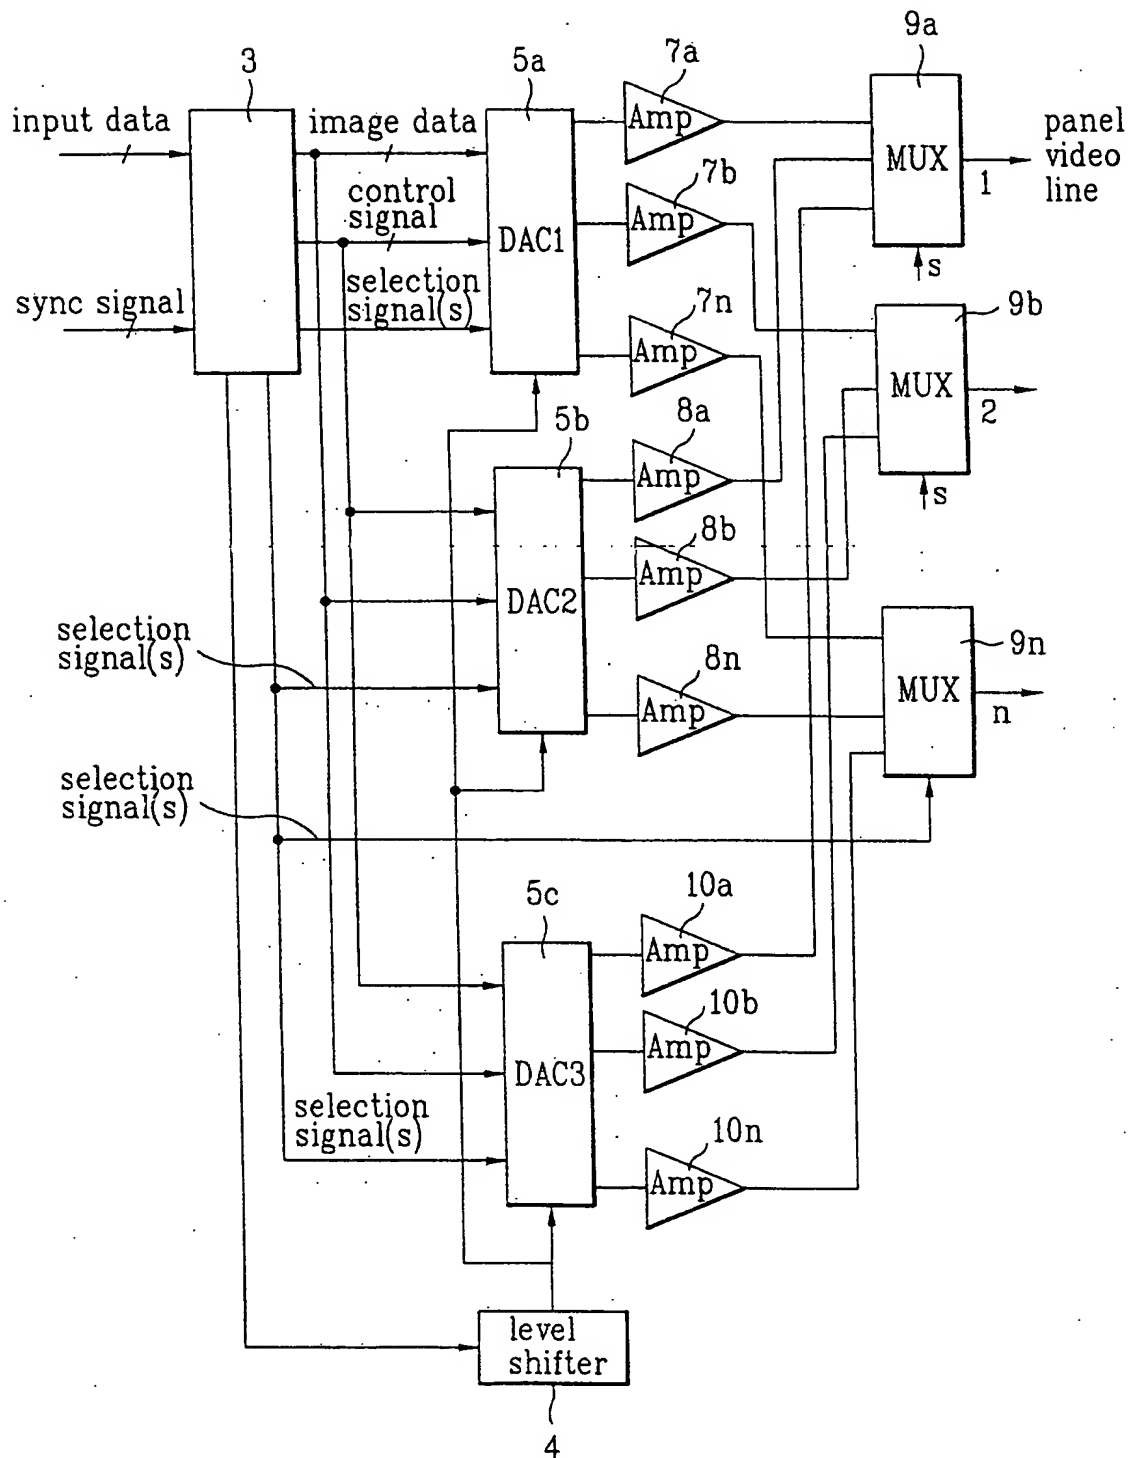 3
5a
7a
9a
input data
image data
Amp
MUX
panel
video
line
1
control
signal
7b
Amp
DAC1
s
sync signal
selection
signal(s)
7n
Amp
9b
MUX
2
s
5b
8a
Amp
8b
Amp
DAC2
selection
signal(s)
8n
Amp
9n
MUX
n
selection
signal(s)
5c
10a
Amp
10b
Amp
DAC3
selection
signal(s)
10n
Amp
level
shifter
4